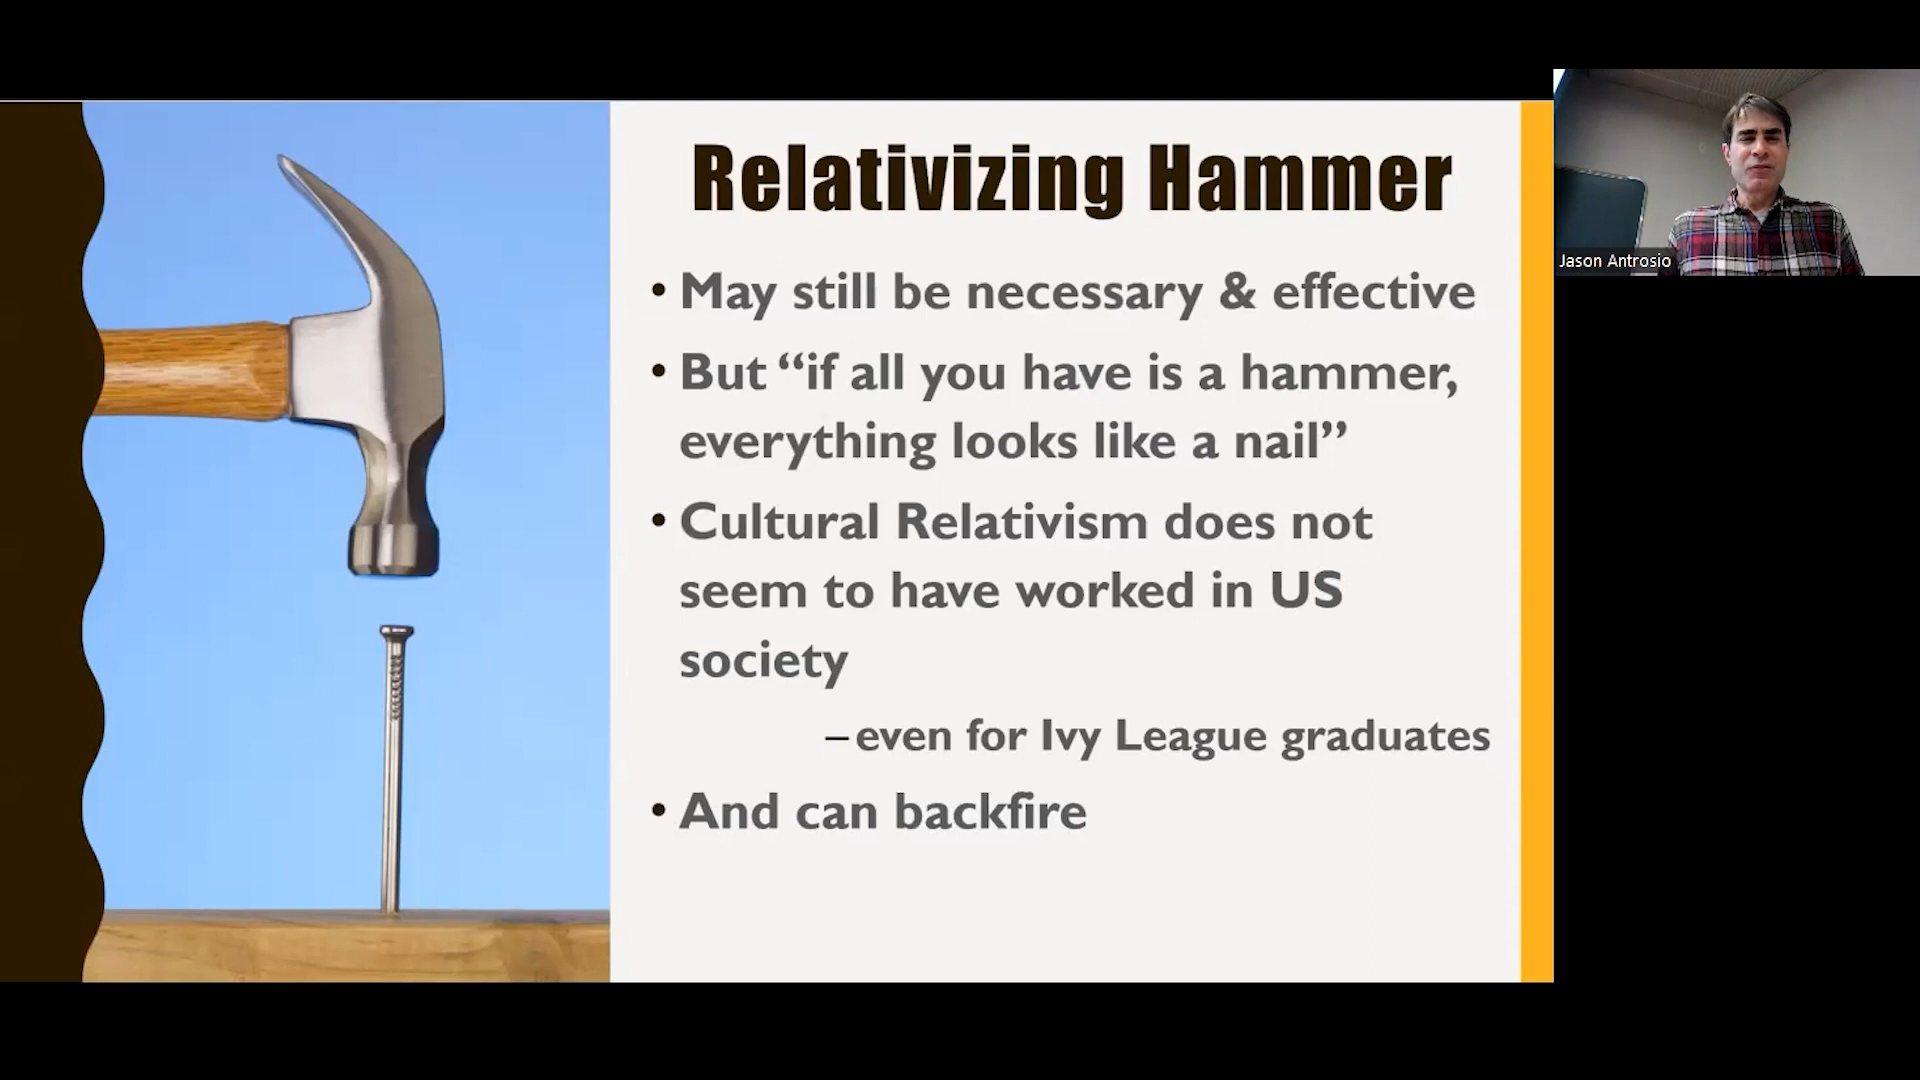 Relativizing Hammer
• May still be necessary & effective
• But “if all you have is a hammer,
everything looks like a nail”
• Cultural Relativism does not
seem to have worked in US
society
– even for Ivy League graduates
• And can backfire
Jason Antrosio